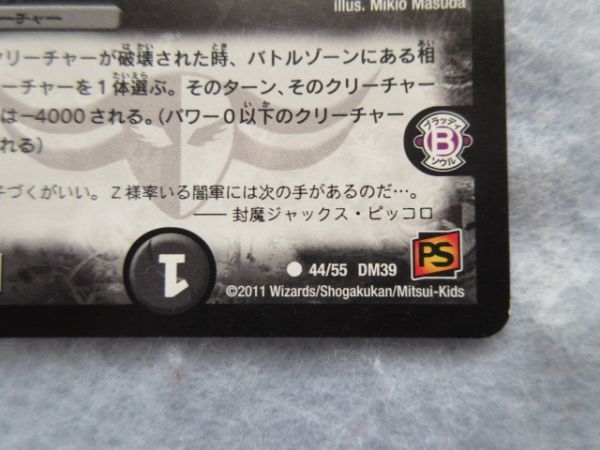 illus. Mikio Masuda
ーチャー
クリーチャーが破壊された時、バトルゾーンにある相
ーチャーを1体選ぶ。そのターン、そのクリーチャー
は−4000される。(パワー0以下のクリーチャー
れる)
ブラッディ
B
ソウル
づくがいい。Z様率いる闇軍には次の手があるのだ…。
── 封魔ジャックス・ピッコロ
1
● 44/55 DM39
PS
©2011 Wizards/Shogakukan/Mitsui-Kids